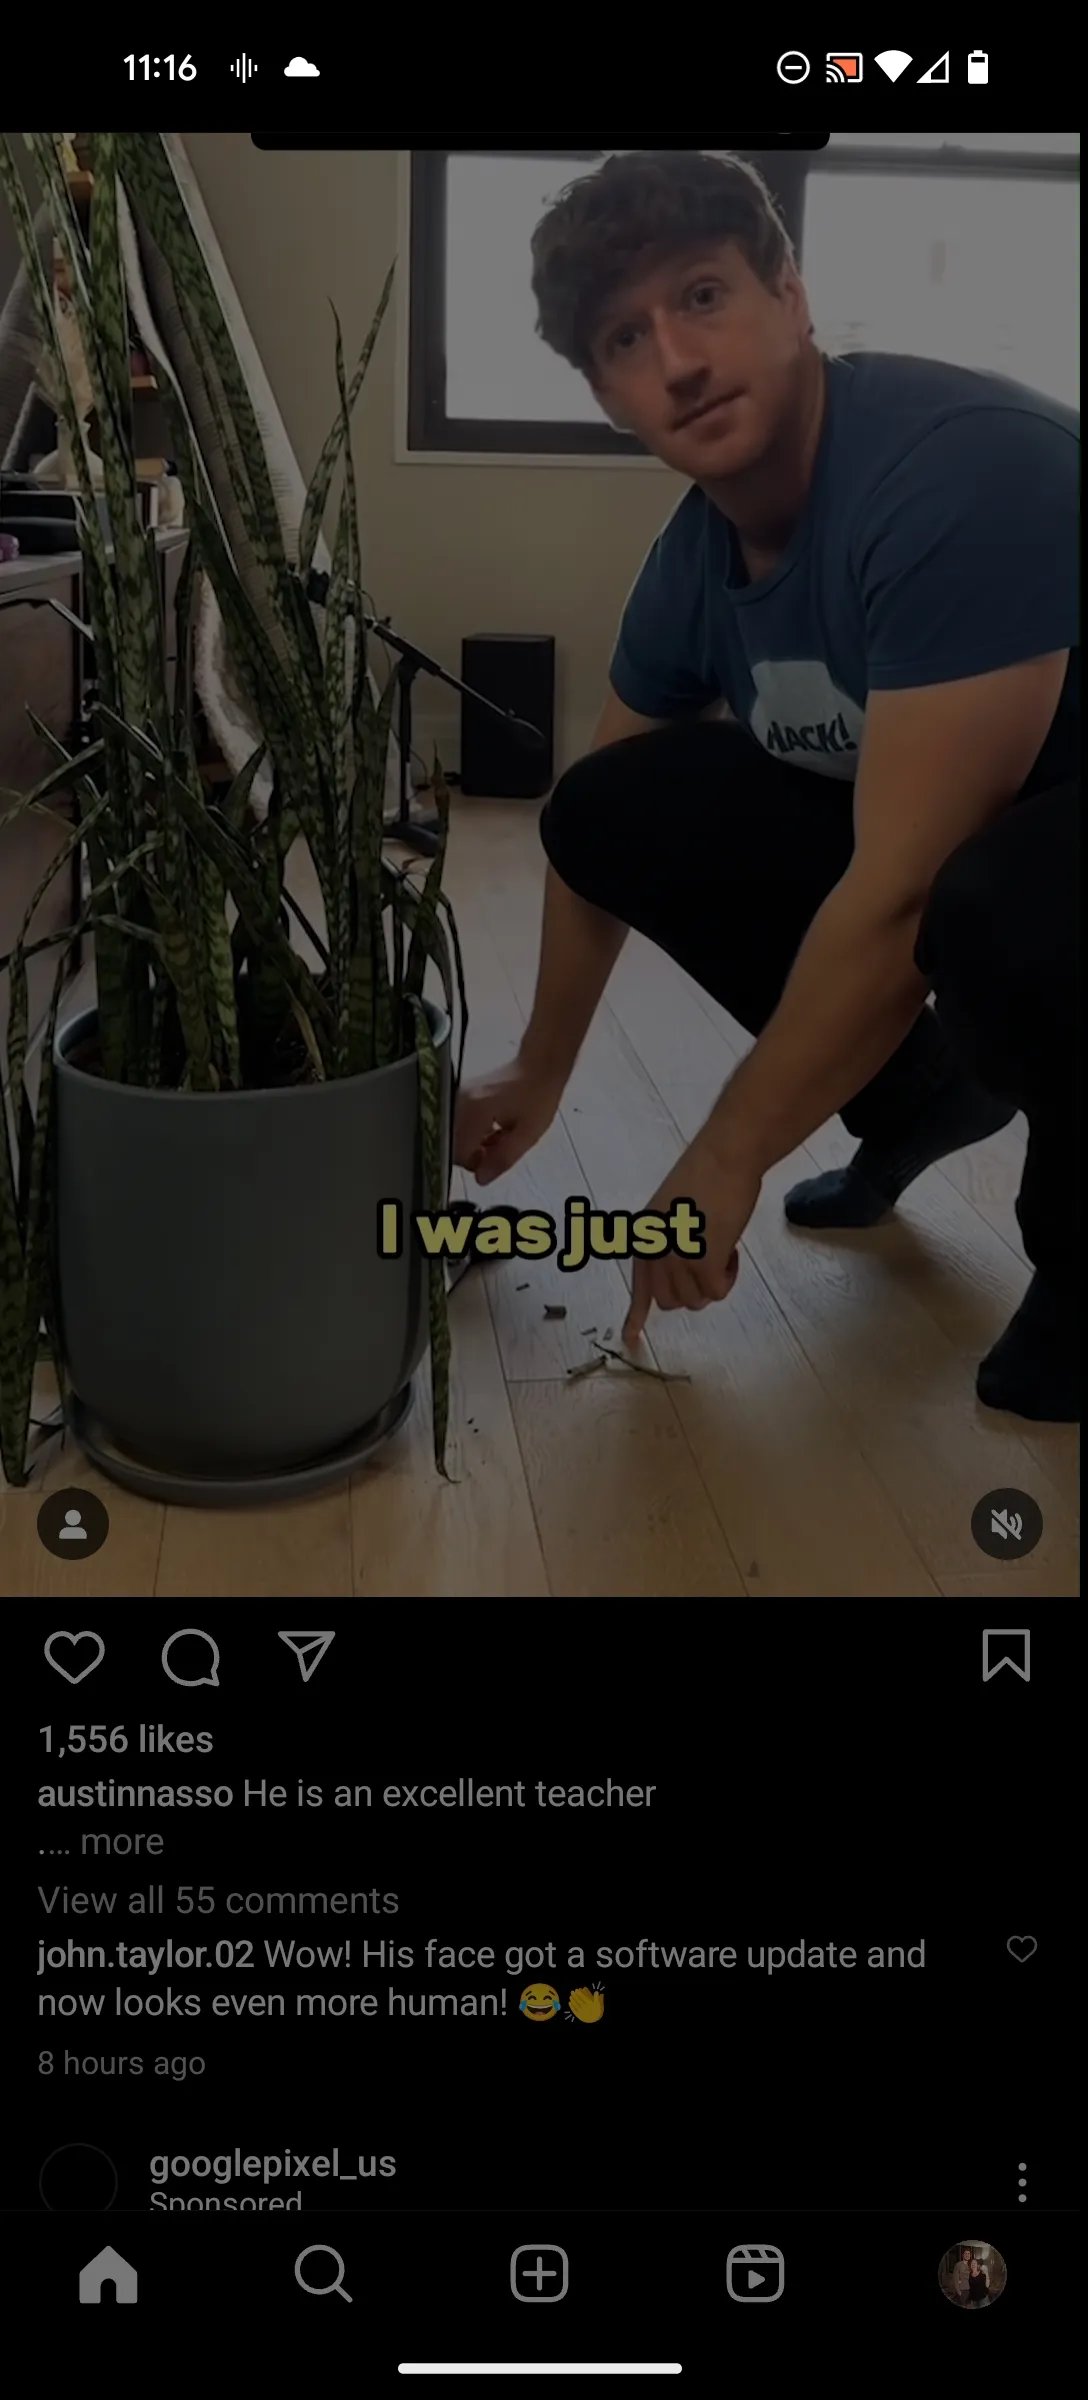 11:16
HACK!
I was just
1,556 likes
austinnasso He is an excellent teacher
.... more
View all 55 comments
john.taylor.02 Wow! His face got a software update and
now looks even more human! 😂👏
8 hours ago
googlepixel_us
Sponsored